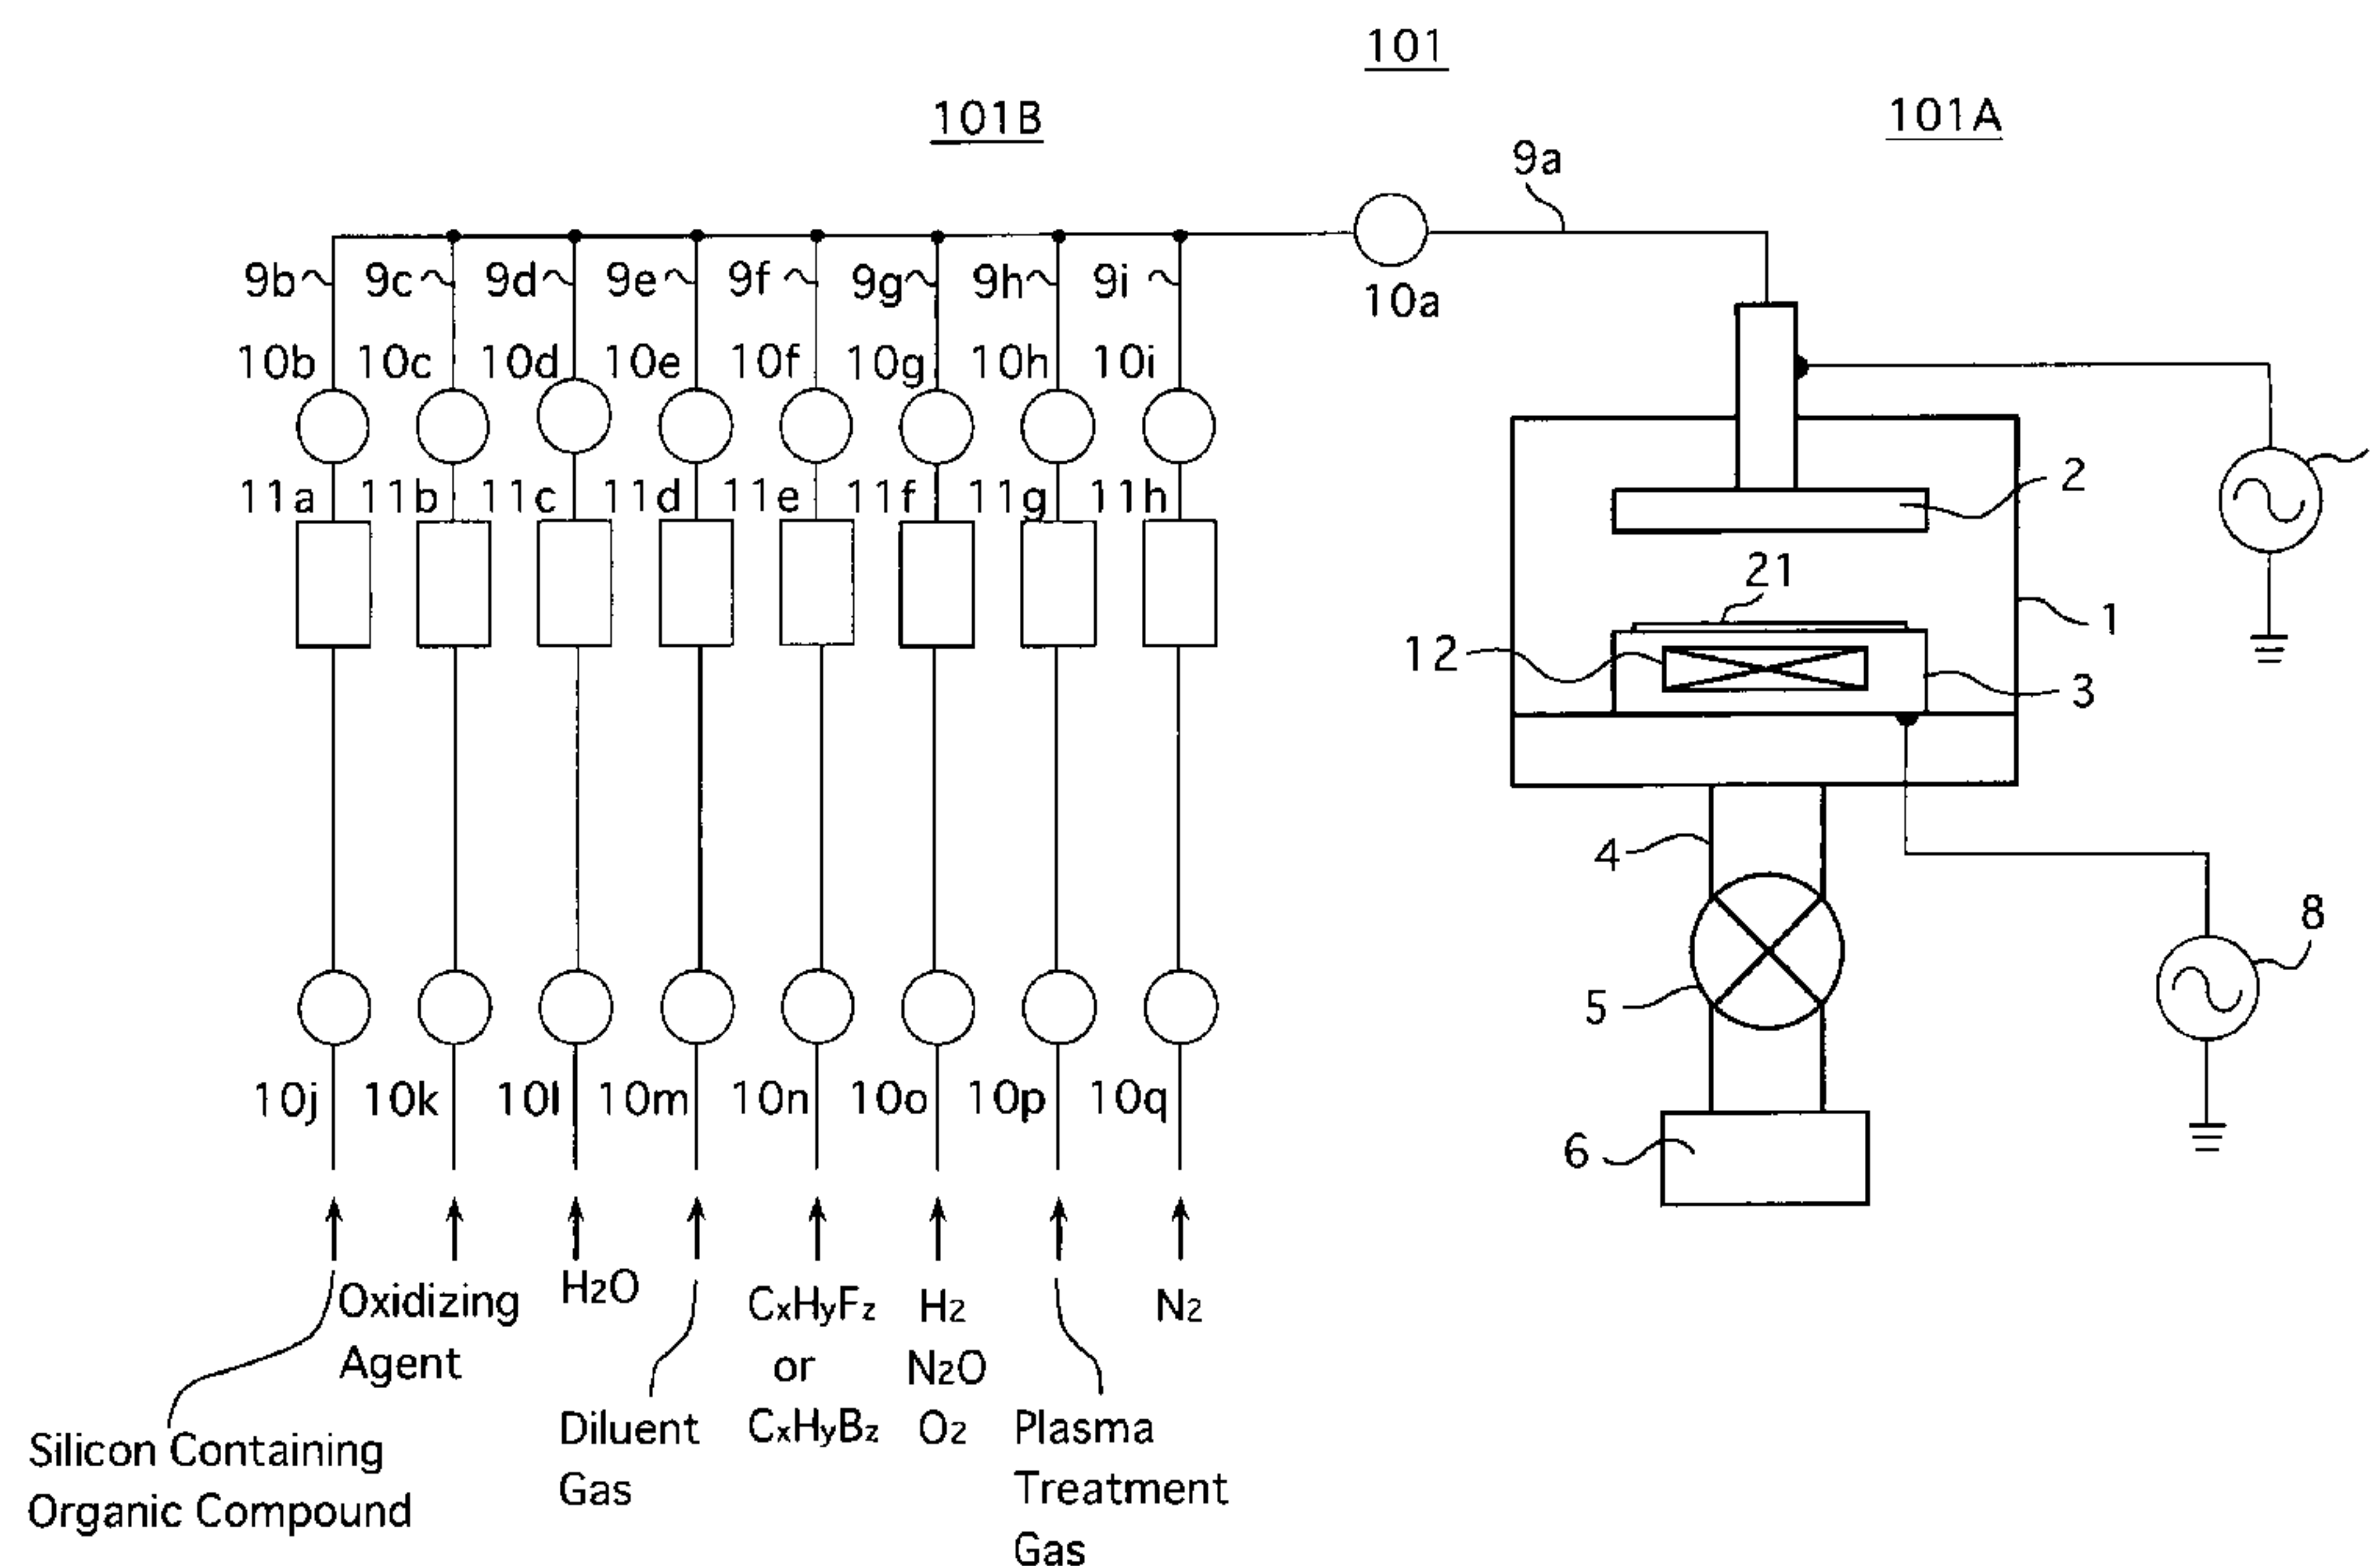 101
101B
101A
9a
9b 9c 9d 9e 9f 9g 9h 9i
10a
10b 10c 10d 10e 10f 10g 10h 10i
11a 11b 11c 11d 11e 11f 11g 11h
2
21
1
12
3
4
8
5
10j 10k 10l 10m 10n 10o 10p 10q
6
Silicon Containing
Organic Compound
Oxidizing
Agent
H2O
Diluent
Gas
CxHyFz
or
CxHyBz
H2
N2O
O2
Plasma
Treatment
Gas
N2